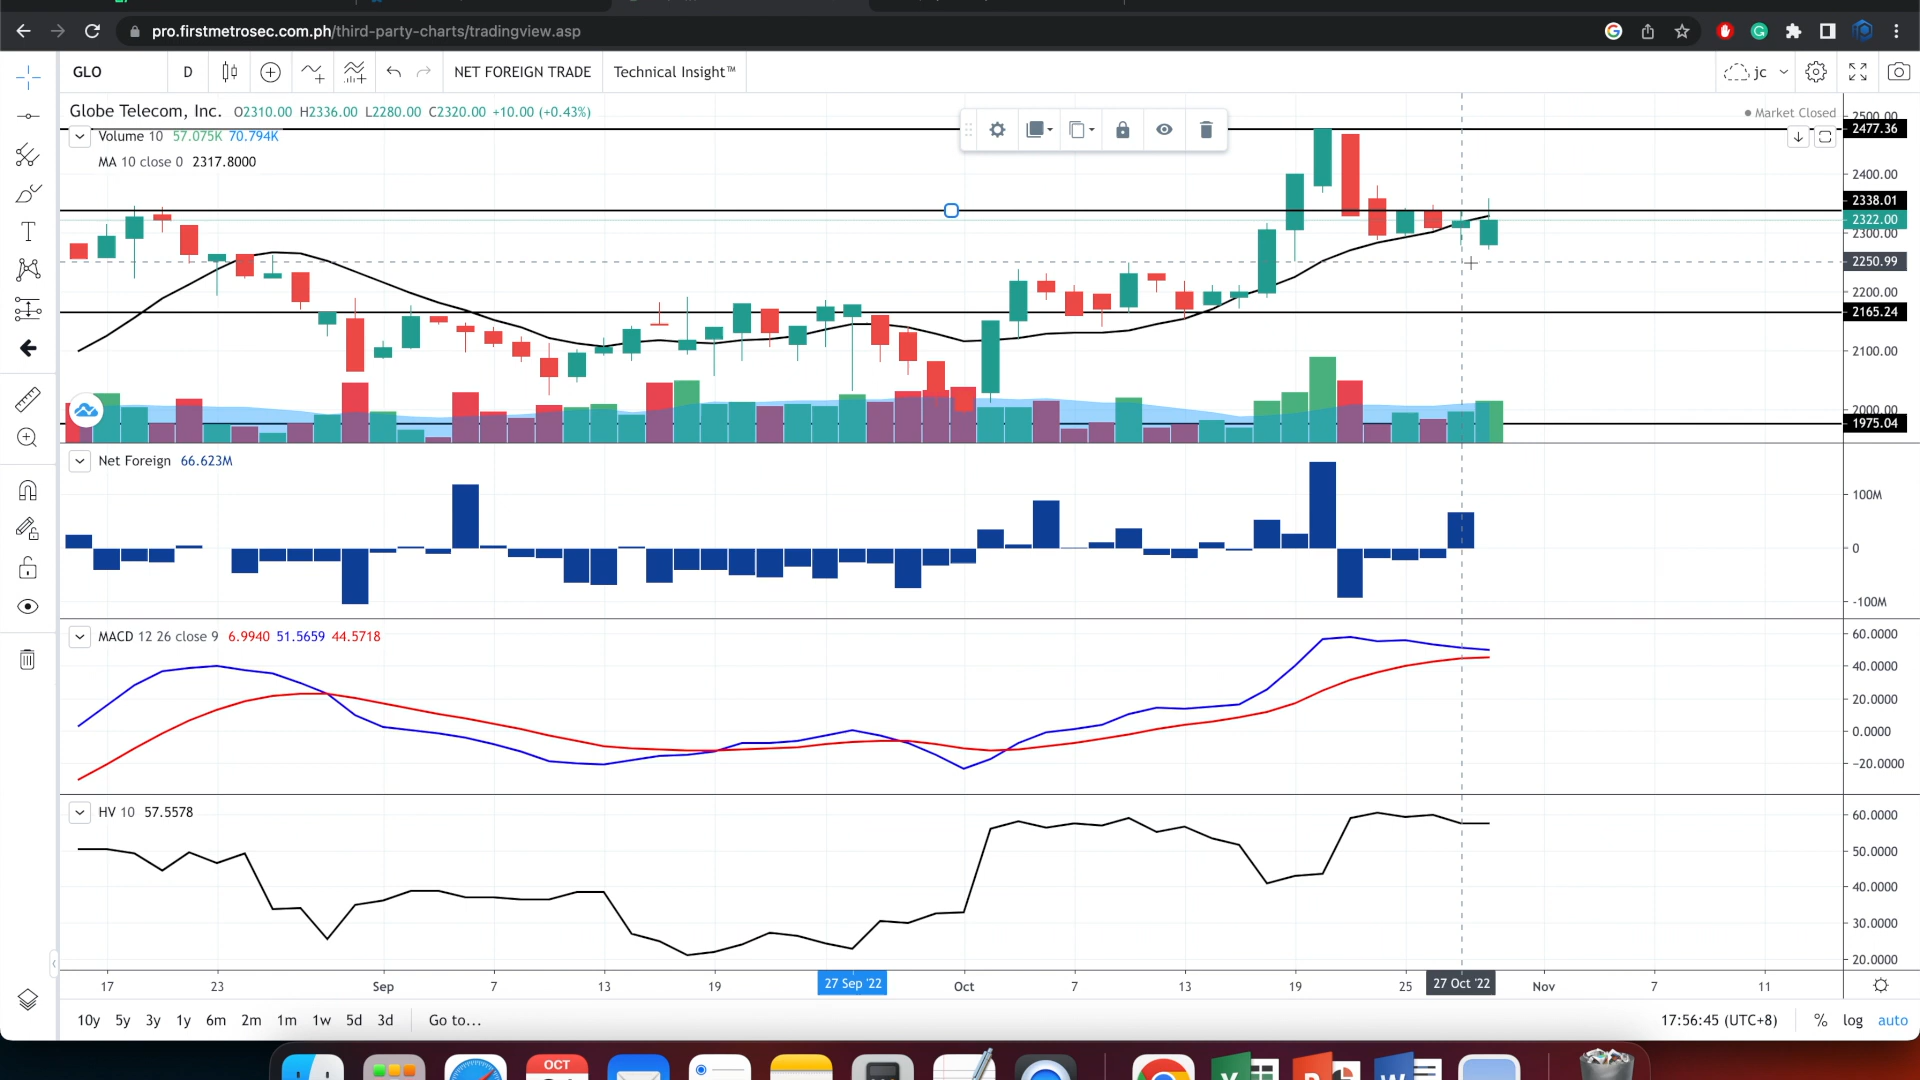 pro.firstmetrosec.com.ph/third-party-charts/tradingview.asp
GLO D NET FOREIGN TRADE Technical Insight™ jc
Globe Telecom, Inc. O2310.00 H2336.00 L2280.00 C2320.00 +10.00 (+0.43%)
Market Closed
Volume 10 57.075K 70.794K
MA 10 close 0 2317.8000
2500.00
2477.36
2400.00
2338.01
2322.00
2300.00
2250.99
2200.00
2165.24
2100.00
2000.00
1975.04
Net Foreign 66.623M
100M
0
-100M
MACD 12 26 close 9 6.9940 51.5659 44.5718
60.0000
40.0000
20.0000
0.0000
−20.0000
HV 10 57.5578
60.0000
50.0000
40.0000
30.0000
20.0000
17 23 Sep 7 13 19 27 Sep '22 Oct 7 13 19 25 27 Oct '22 Nov 7 11
10y 5y 3y 1y 6m 2m 1m 1w 5d 3d Go to... 17:56:45 (UTC+8) % log auto
OCT